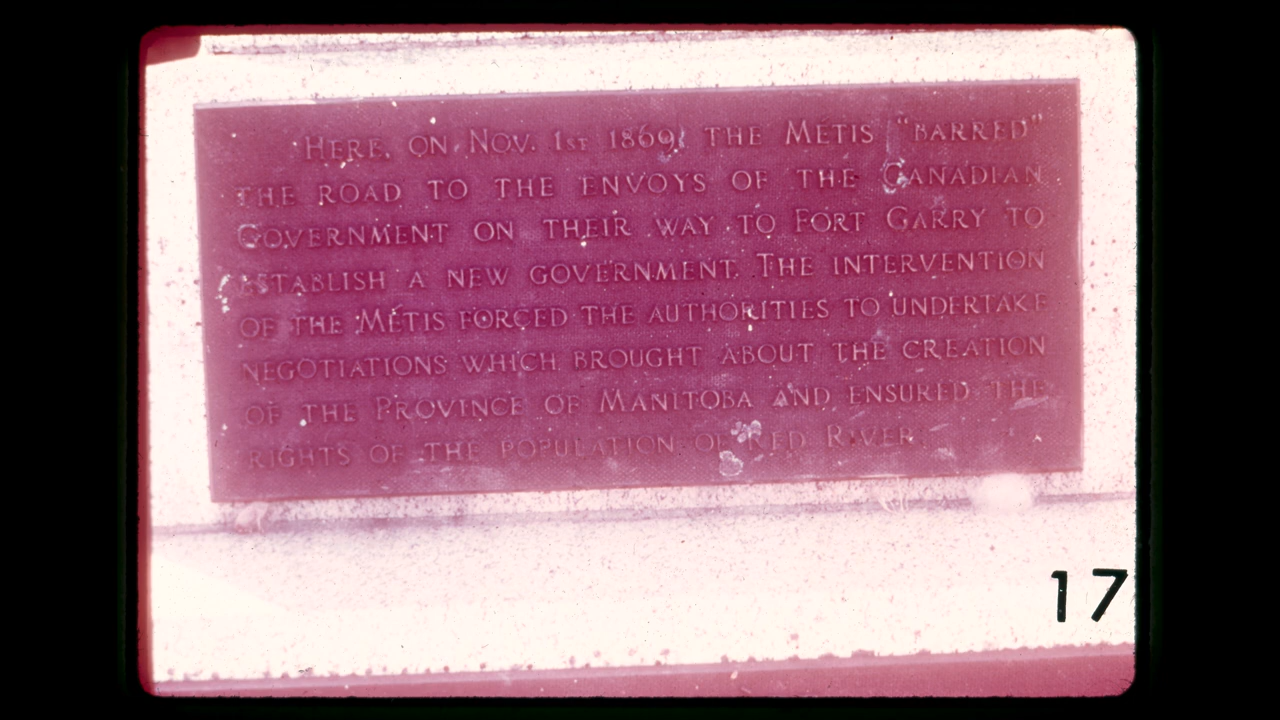 HERE, ON NOV. 1ST 1869, THE MÉTIS "BARRED"
THE ROAD TO THE ENVOYS OF THE CANADIAN
GOVERNMENT ON THEIR WAY TO FORT GARRY TO
ESTABLISH A NEW GOVERNMENT. THE INTERVENTION
OF THE MÉTIS FORCED THE AUTHORITIES TO UNDERTAKE
NEGOTIATIONS WHICH BROUGHT ABOUT THE CREATION
OF THE PROVINCE OF MANITOBA AND ENSURED THE
RIGHTS OF THE POPULATION OF RED RIVER.
17